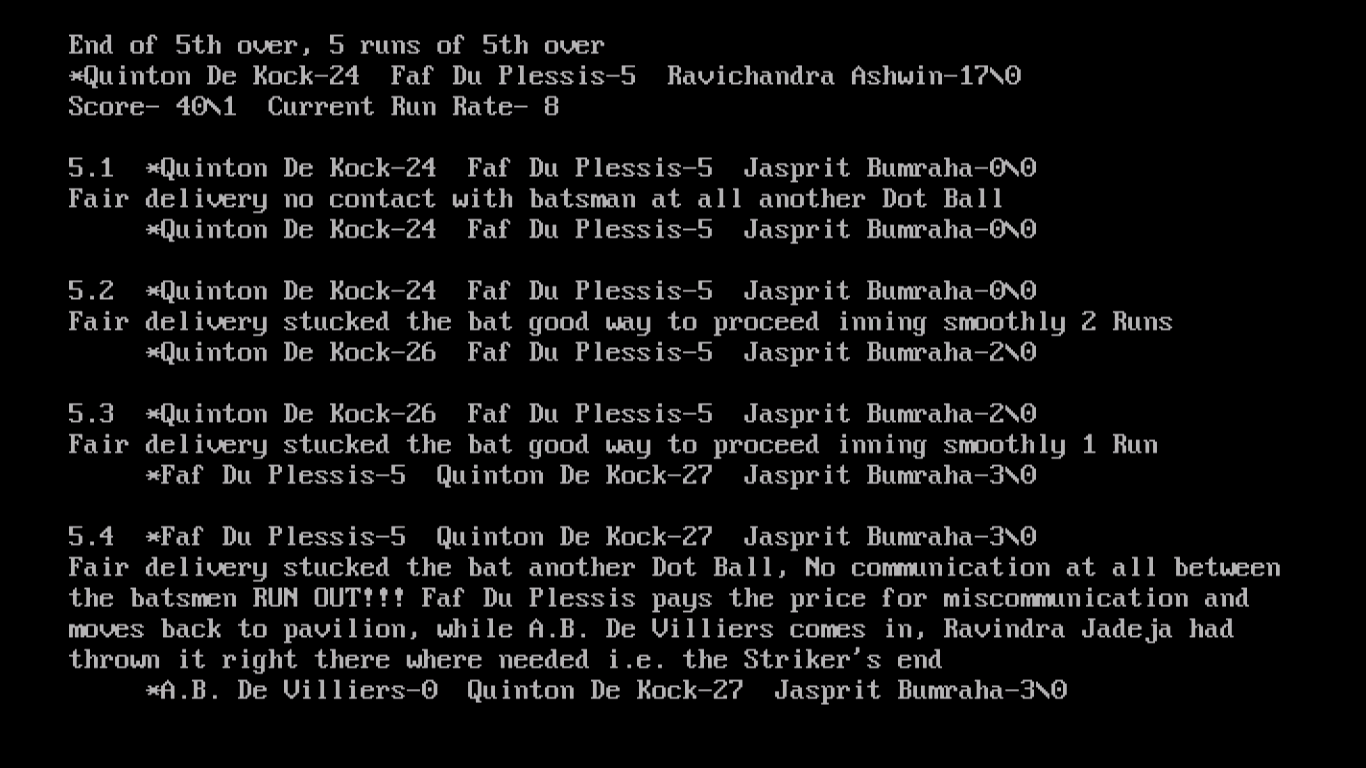 End of 5th over, 5 runs of 5th over
*Quinton De Kock-24  Faf Du Plessis-5  Ravichandra Ashwin-17\0
Score- 40\1  Current Run Rate- 8
5.1  *Quinton De Kock-24  Faf Du Plessis-5  Jasprit Bumraha-0\0
Fair delivery no contact with batsman at all another Dot Ball
*Quinton De Kock-24  Faf Du Plessis-5  Jasprit Bumraha-0\0
5.2  *Quinton De Kock-24  Faf Du Plessis-5  Jasprit Bumraha-0\0
Fair delivery stucked the bat good way to proceed inning smoothly 2 Runs
*Quinton De Kock-26  Faf Du Plessis-5  Jasprit Bumraha-2\0
5.3  *Quinton De Kock-26  Faf Du Plessis-5  Jasprit Bumraha-2\0
Fair delivery stucked the bat good way to proceed inning smoothly 1 Run
*Faf Du Plessis-5  Quinton De Kock-27  Jasprit Bumraha-3\0
5.4  *Faf Du Plessis-5  Quinton De Kock-27  Jasprit Bumraha-3\0
Fair delivery stucked the bat another Dot Ball, No communication at all between
the batsmen RUN OUT!!! Faf Du Plessis pays the price for miscommunication and
moves back to pavilion, while A.B. De Villiers comes in, Ravindra Jadeja had
thrown it right there where needed i.e. the Striker's end
*A.B. De Villiers-0  Quinton De Kock-27  Jasprit Bumraha-3\0